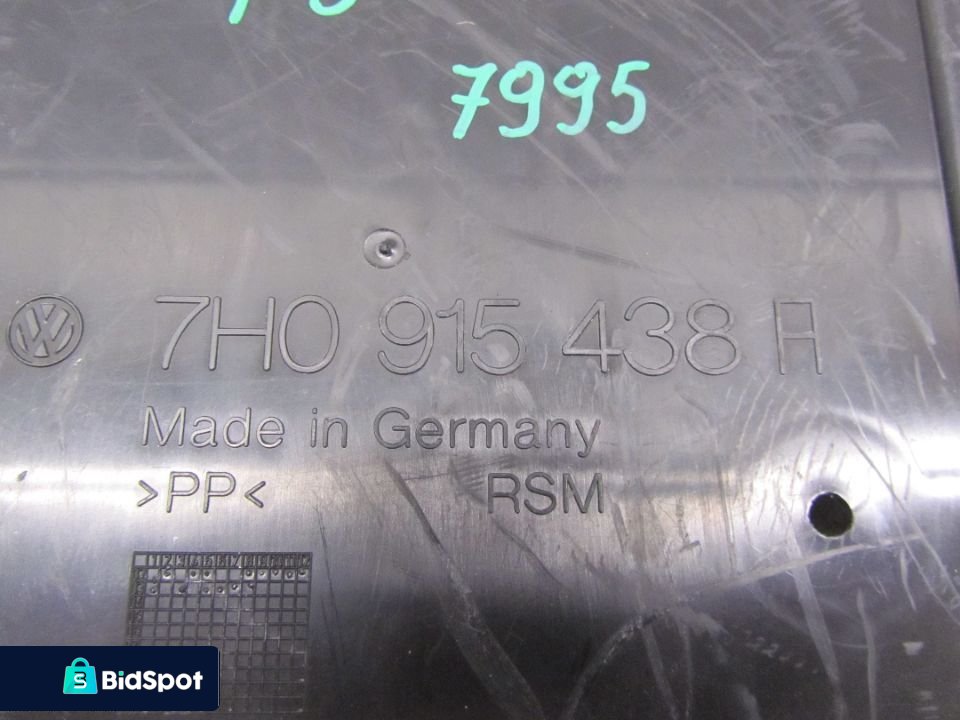 7995
7H0 915 438 A
Made in Germany
>PP< RSM
BidSpot